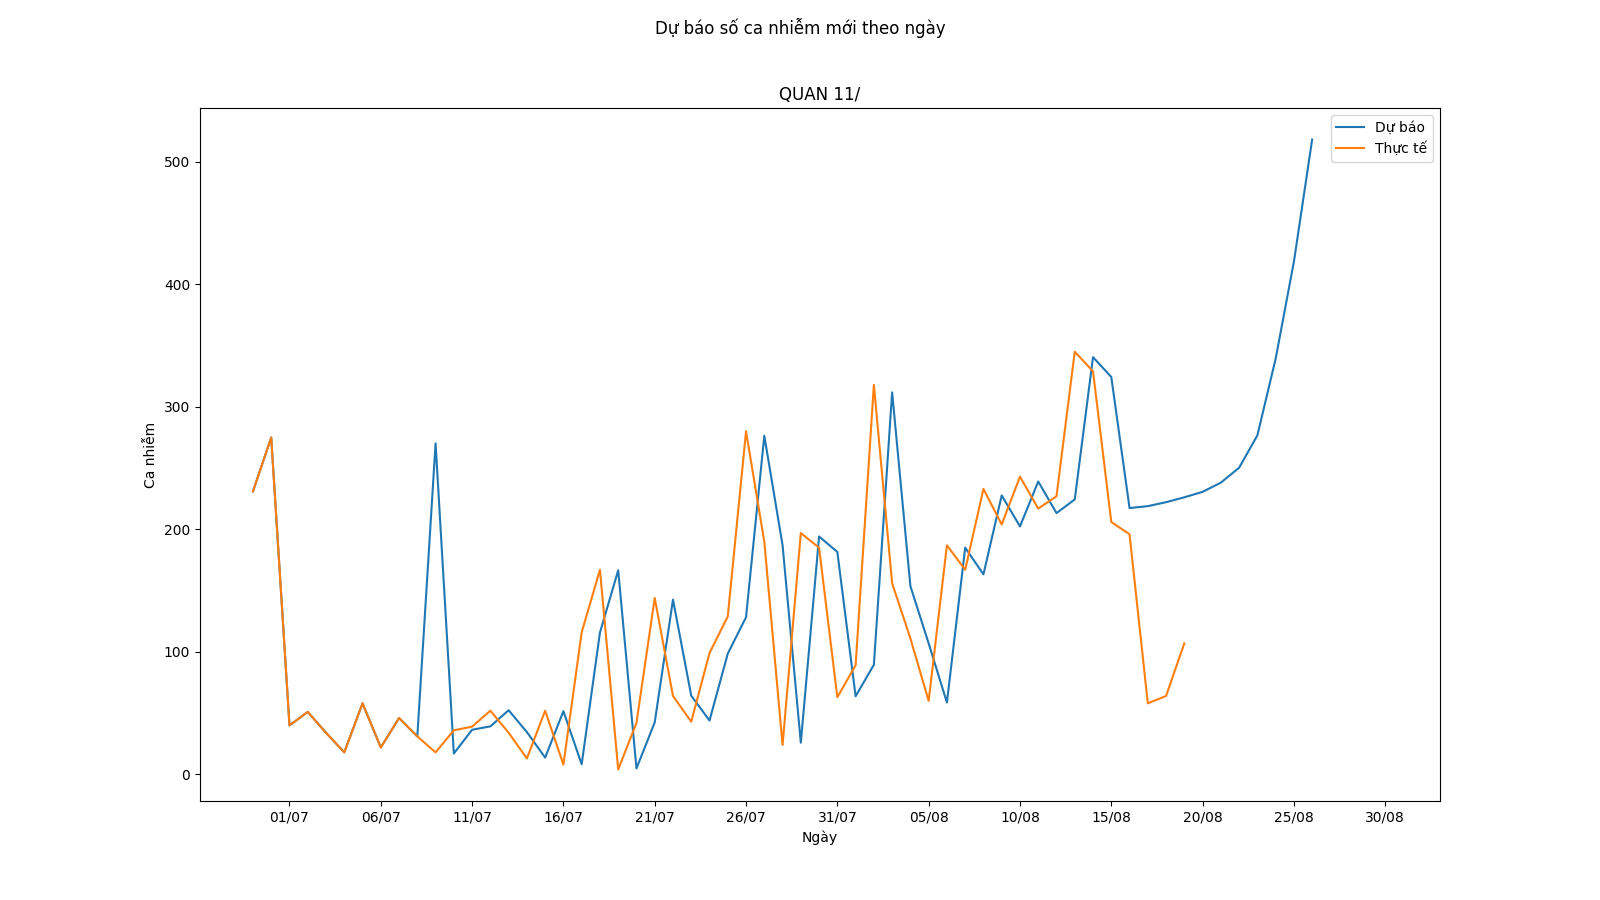 Dự báo số ca nhiễm mới theo ngày
QUAN 11/
Dự báo
Thực tế
500
400
300
200
100
0
Ca nhiễm
01/07 06/07 11/07 16/07 21/07 26/07 31/07 05/08 10/08 15/08 20/08 25/08 30/08
Ngày